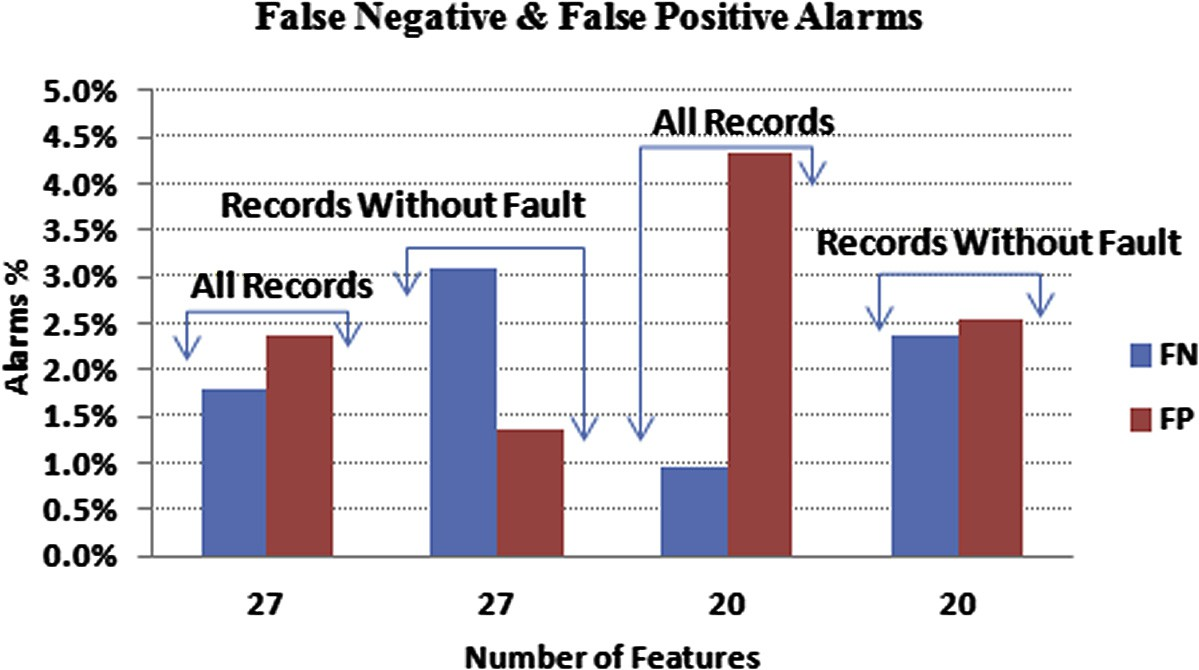 False Negative & False Positive Alarms
5.0%
4.5%
4.0%
3.5%
3.0%
2.5%
2.0%
1.5%
1.0%
0.5%
0.0%
Alarms %
All Records
Records Without Fault
All Records
Records Without Fault
FN
FP
27 27 20 20
Number of Features